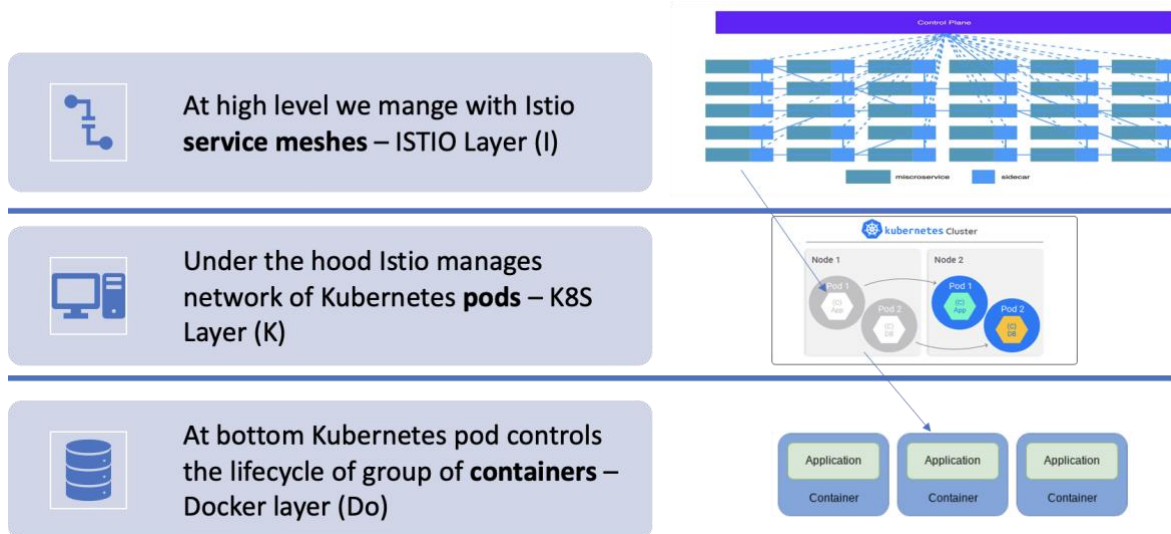 Control Plane
At high level we mange with Istio
service meshes – ISTIO Layer (I)
miscroservice
sidecar
kubernetes Cluster
Under the hood Istio manages
network of Kubernetes pods – K8S
Layer (K)
Node 1
Node 2
Pod 1
(C)
App
Pod 2
(C)
DB
Pod 1
(C)
App
Pod 2
(C)
DB
At bottom Kubernetes pod controls
the lifecycle of group of containers –
Docker layer (Do)
Application
Container
Application
Container
Application
Container